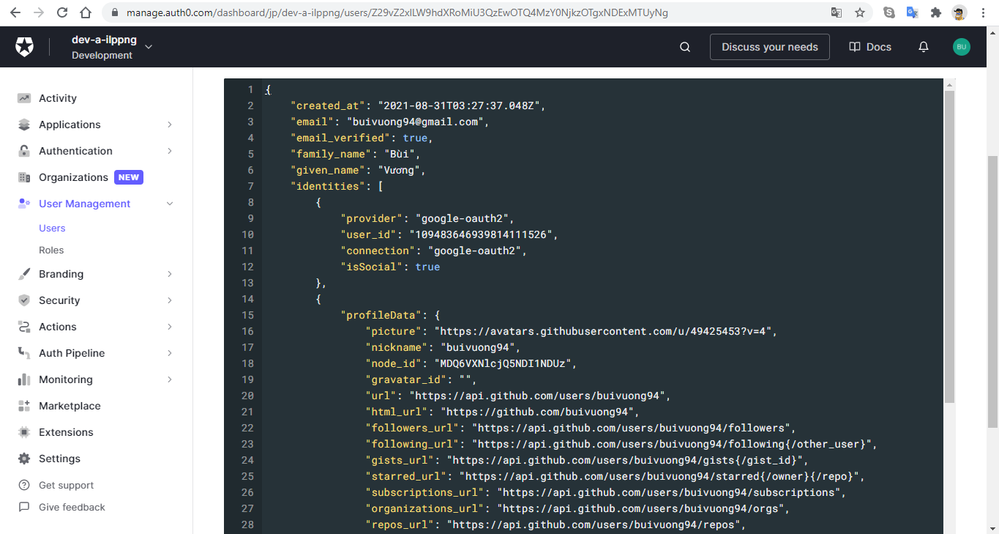 manage.auth0.com/dashboard/jp/dev-a-ilppng/users/Z29vZ2xlLW9hdXRoMiU3QzEwOTQ4MzY0NjkzOTgxNDExMTUyNg
dev-a-ilppng
Development
Discuss your needs
Docs
BU
Activity
Applications
Authentication
Organizations NEW
User Management
Users
Roles
Branding
Security
Actions
Auth Pipeline
Monitoring
Marketplace
Extensions
Settings
Get support
Give feedback
1 {
2 "created_at": "2021-08-31T03:27:37.048Z",
3 "email": "buivuong94@gmail.com",
4 "email_verified": true,
5 "family_name": "Bùi",
6 "given_name": "Vương",
7 "identities": [
8 {
9 "provider": "google-oauth2",
10 "user_id": "109483646939814111526",
11 "connection": "google-oauth2",
12 "isSocial": true
13 },
14 {
15 "profileData": {
16 "picture": "https://avatars.githubusercontent.com/u/49425453?v=4",
17 "nickname": "buivuong94",
18 "node_id": "MDQ6VXNlcjQ5NDI1NDUz",
19 "gravatar_id": "",
20 "url": "https://api.github.com/users/buivuong94",
21 "html_url": "https://github.com/buivuong94",
22 "followers_url": "https://api.github.com/users/buivuong94/followers",
23 "following_url": "https://api.github.com/users/buivuong94/following{/other_user}",
24 "gists_url": "https://api.github.com/users/buivuong94/gists{/gist_id}",
25 "starred_url": "https://api.github.com/users/buivuong94/starred{/owner}{/repo}",
26 "subscriptions_url": "https://api.github.com/users/buivuong94/subscriptions",
27 "organizations_url": "https://api.github.com/users/buivuong94/orgs",
28 "repos_url": "https://api.github.com/users/buivuong94/repos",